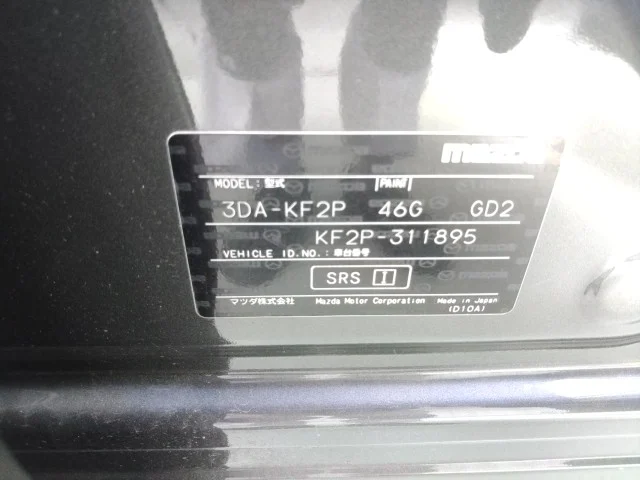 mazda
MODEL: 型式 PAINT
3DA-KF2P 46G GD2
KF2P-311895
VEHICLE ID.NO.: 車台番号
SRS I
マツダ株式会社 Mazda Motor Corporation Made in Japan
(D10A)